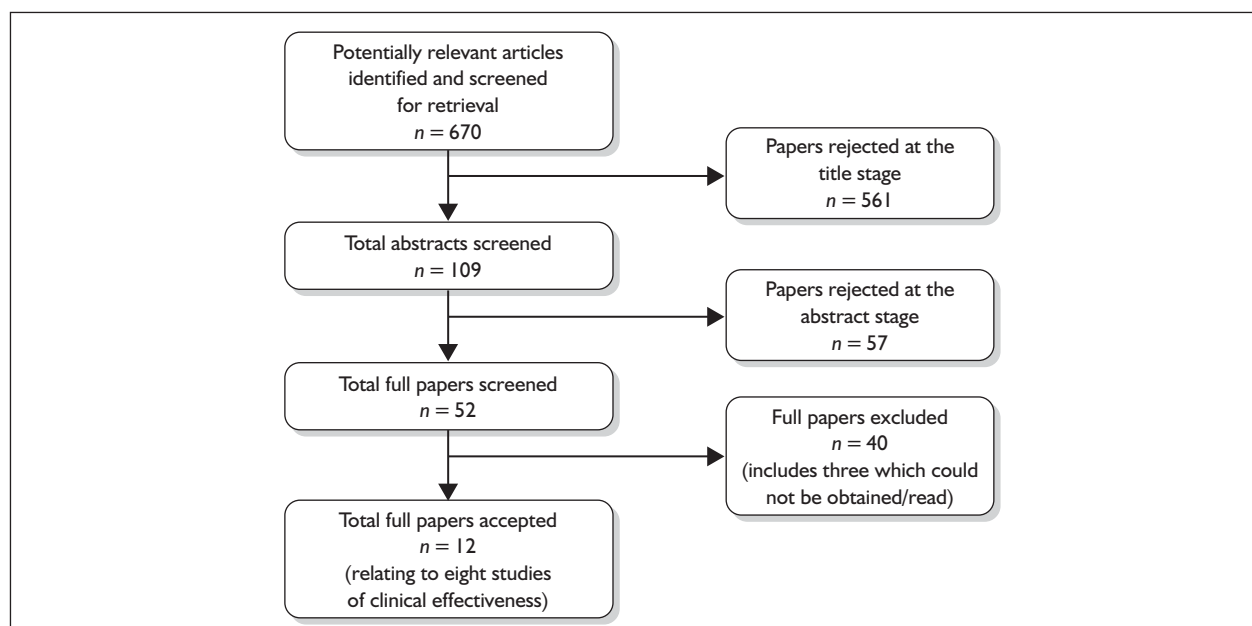 Potentially relevant articles
identified and screened
for retrieval
n = 670
Papers rejected at the
title stage
n = 561
Total abstracts screened
n = 109
Papers rejected at the
abstract stage
n = 57
Total full papers screened
n = 52
Full papers excluded
n = 40
(includes three which could
not be obtained/read)
Total full papers accepted
n = 12
(relating to eight studies
of clinical effectiveness)